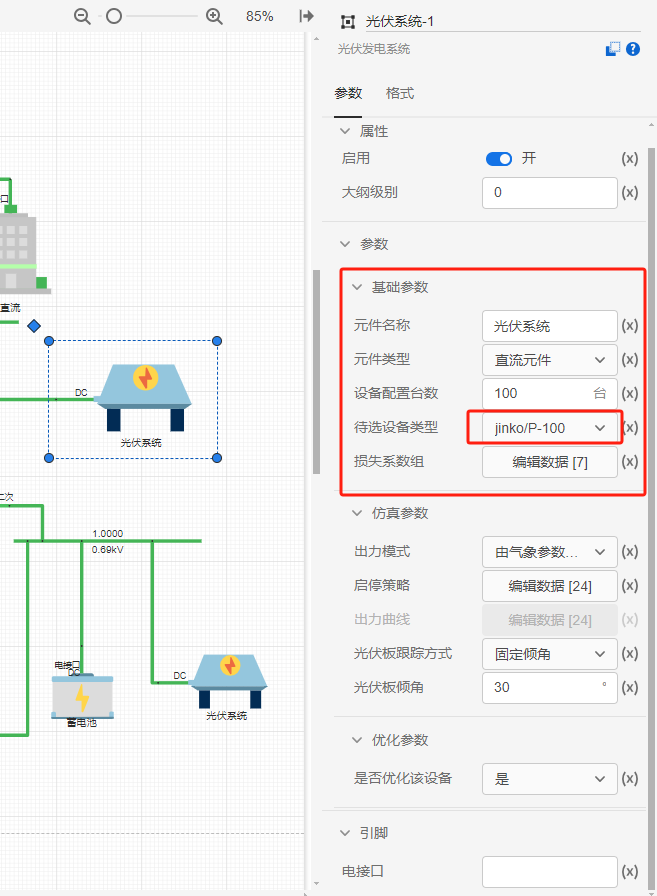 85%
光伏系统-1
光伏发电系统
参数 格式
属性
启用 开 (x)
大纲级别 0 (x)
参数
基础参数
元件名称 光伏系统 (x)
元件类型 直流元件 (x)
设备配置台数 100 台 (x)
待选设备类型 jinko/P-100 (x)
损失系数组 编辑数据 [7] (x)
仿真参数
出力模式 由气象参数... (x)
启停策略 编辑数据 [24] (x)
出力曲线 编辑数据 [24] (x)
光伏板跟踪方式 固定倾角 (x)
光伏板倾角 30 ° (x)
优化参数
是否优化该设备 是 (x)
引脚
电接口 (x)
口
直流
DC
光伏系统
二次
1.0000
0.69kV
电接口
DC
蓄电池
DC
光伏系统